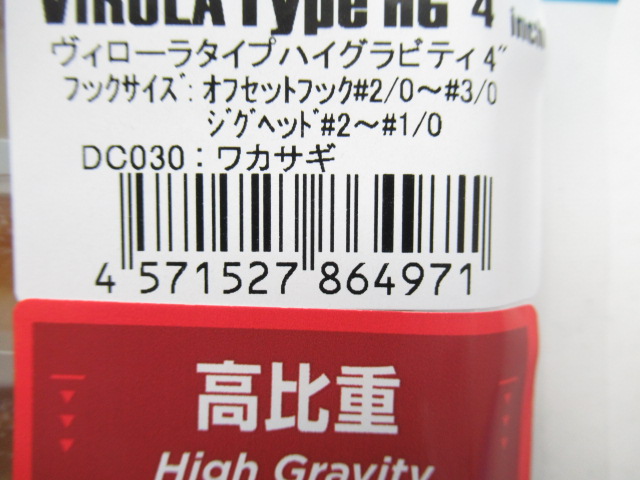 VIROLA Type HG 4 inch
ヴィローラタイプハイグラビティ4"
フックサイズ:オフセットフック#2/0～#3/0
ジグヘッド#2～#1/0
DC030:ワカサギ
4 571527 864971
高比重
High Gravity